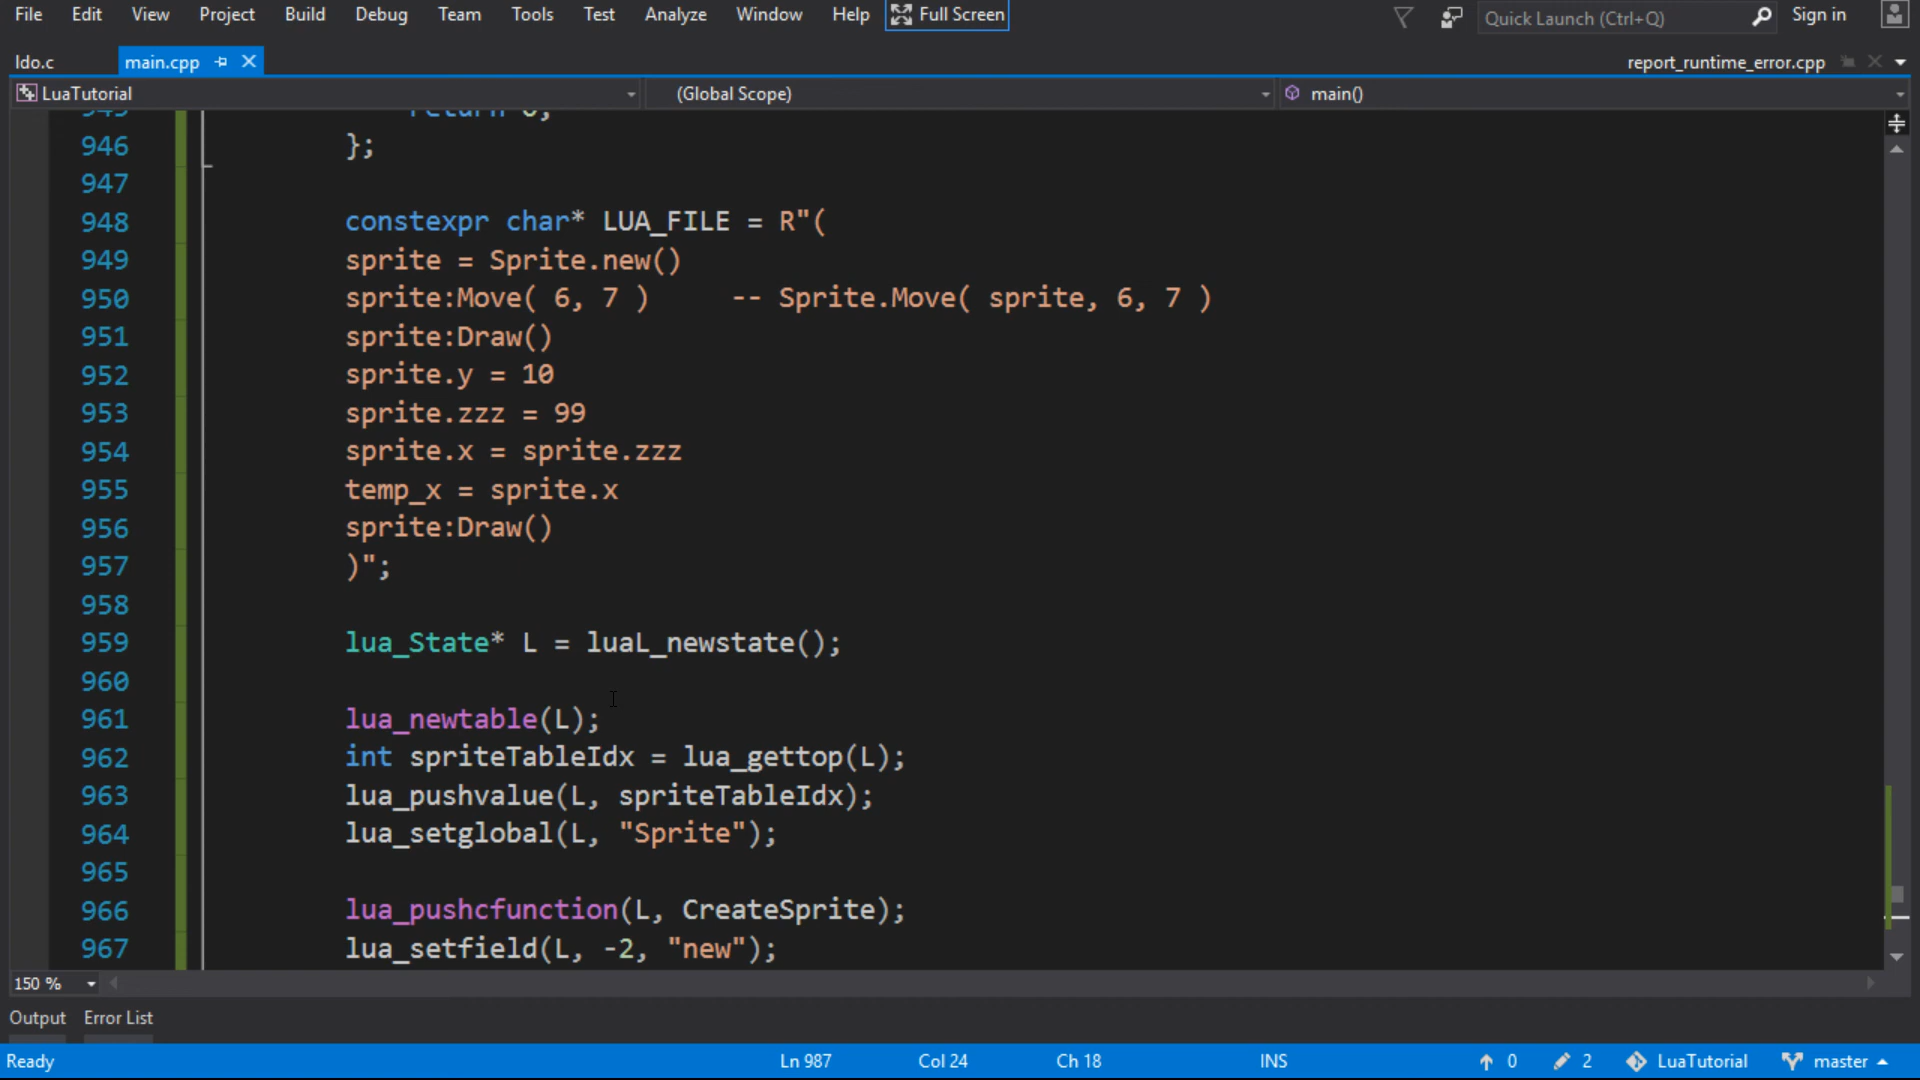 File Edit View Project Build Debug Team Tools Test Analyze Window Help Full Screen Quick Launch (Ctrl+Q) Sign in
ldo.c main.cpp report_runtime_error.cpp
LuaTutorial (Global Scope) main()
946 };
947
948 constexpr char* LUA_FILE = R"(
949 sprite = Sprite.new()
950 sprite:Move( 6, 7 ) -- Sprite.Move( sprite, 6, 7 )
951 sprite:Draw()
952 sprite.y = 10
953 sprite.zzz = 99
954 sprite.x = sprite.zzz
955 temp_x = sprite.x
956 sprite:Draw()
957 )";
958
959 lua_State* L = luaL_newstate();
960
961 lua_newtable(L);
962 int spriteTableIdx = lua_gettop(L);
963 lua_pushvalue(L, spriteTableIdx);
964 lua_setglobal(L, "Sprite");
965
966 lua_pushcfunction(L, CreateSprite);
967 lua_setfield(L, -2, "new");
150 %
Output Error List
Ready Ln 987 Col 24 Ch 18 INS 0 2 LuaTutorial master